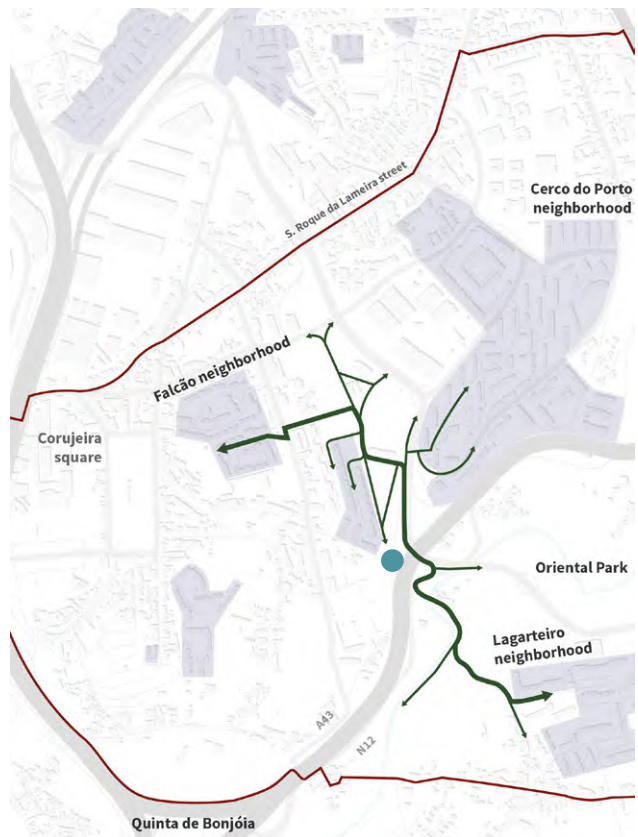 Cerco do Porto
neighborhood
S. Roque da Lameira street
Falcão neighborhood
Corujeira
square
Oriental Park
Lagarteiro
neighborhood
A43
N12
Quinta de Bonjóia